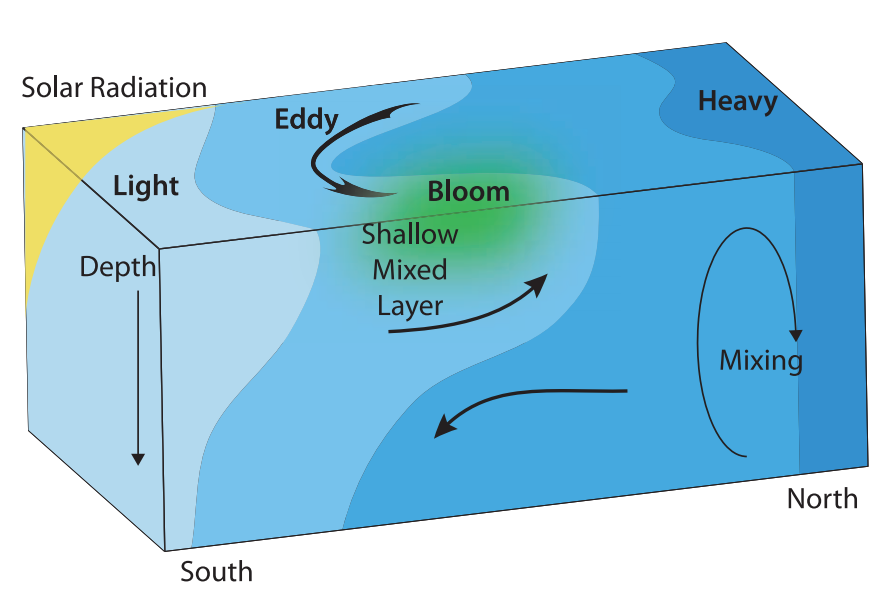 Solar Radiation
Heavy
Eddy
Light
Bloom
Shallow
Mixed
Layer
Depth
Mixing
North
South